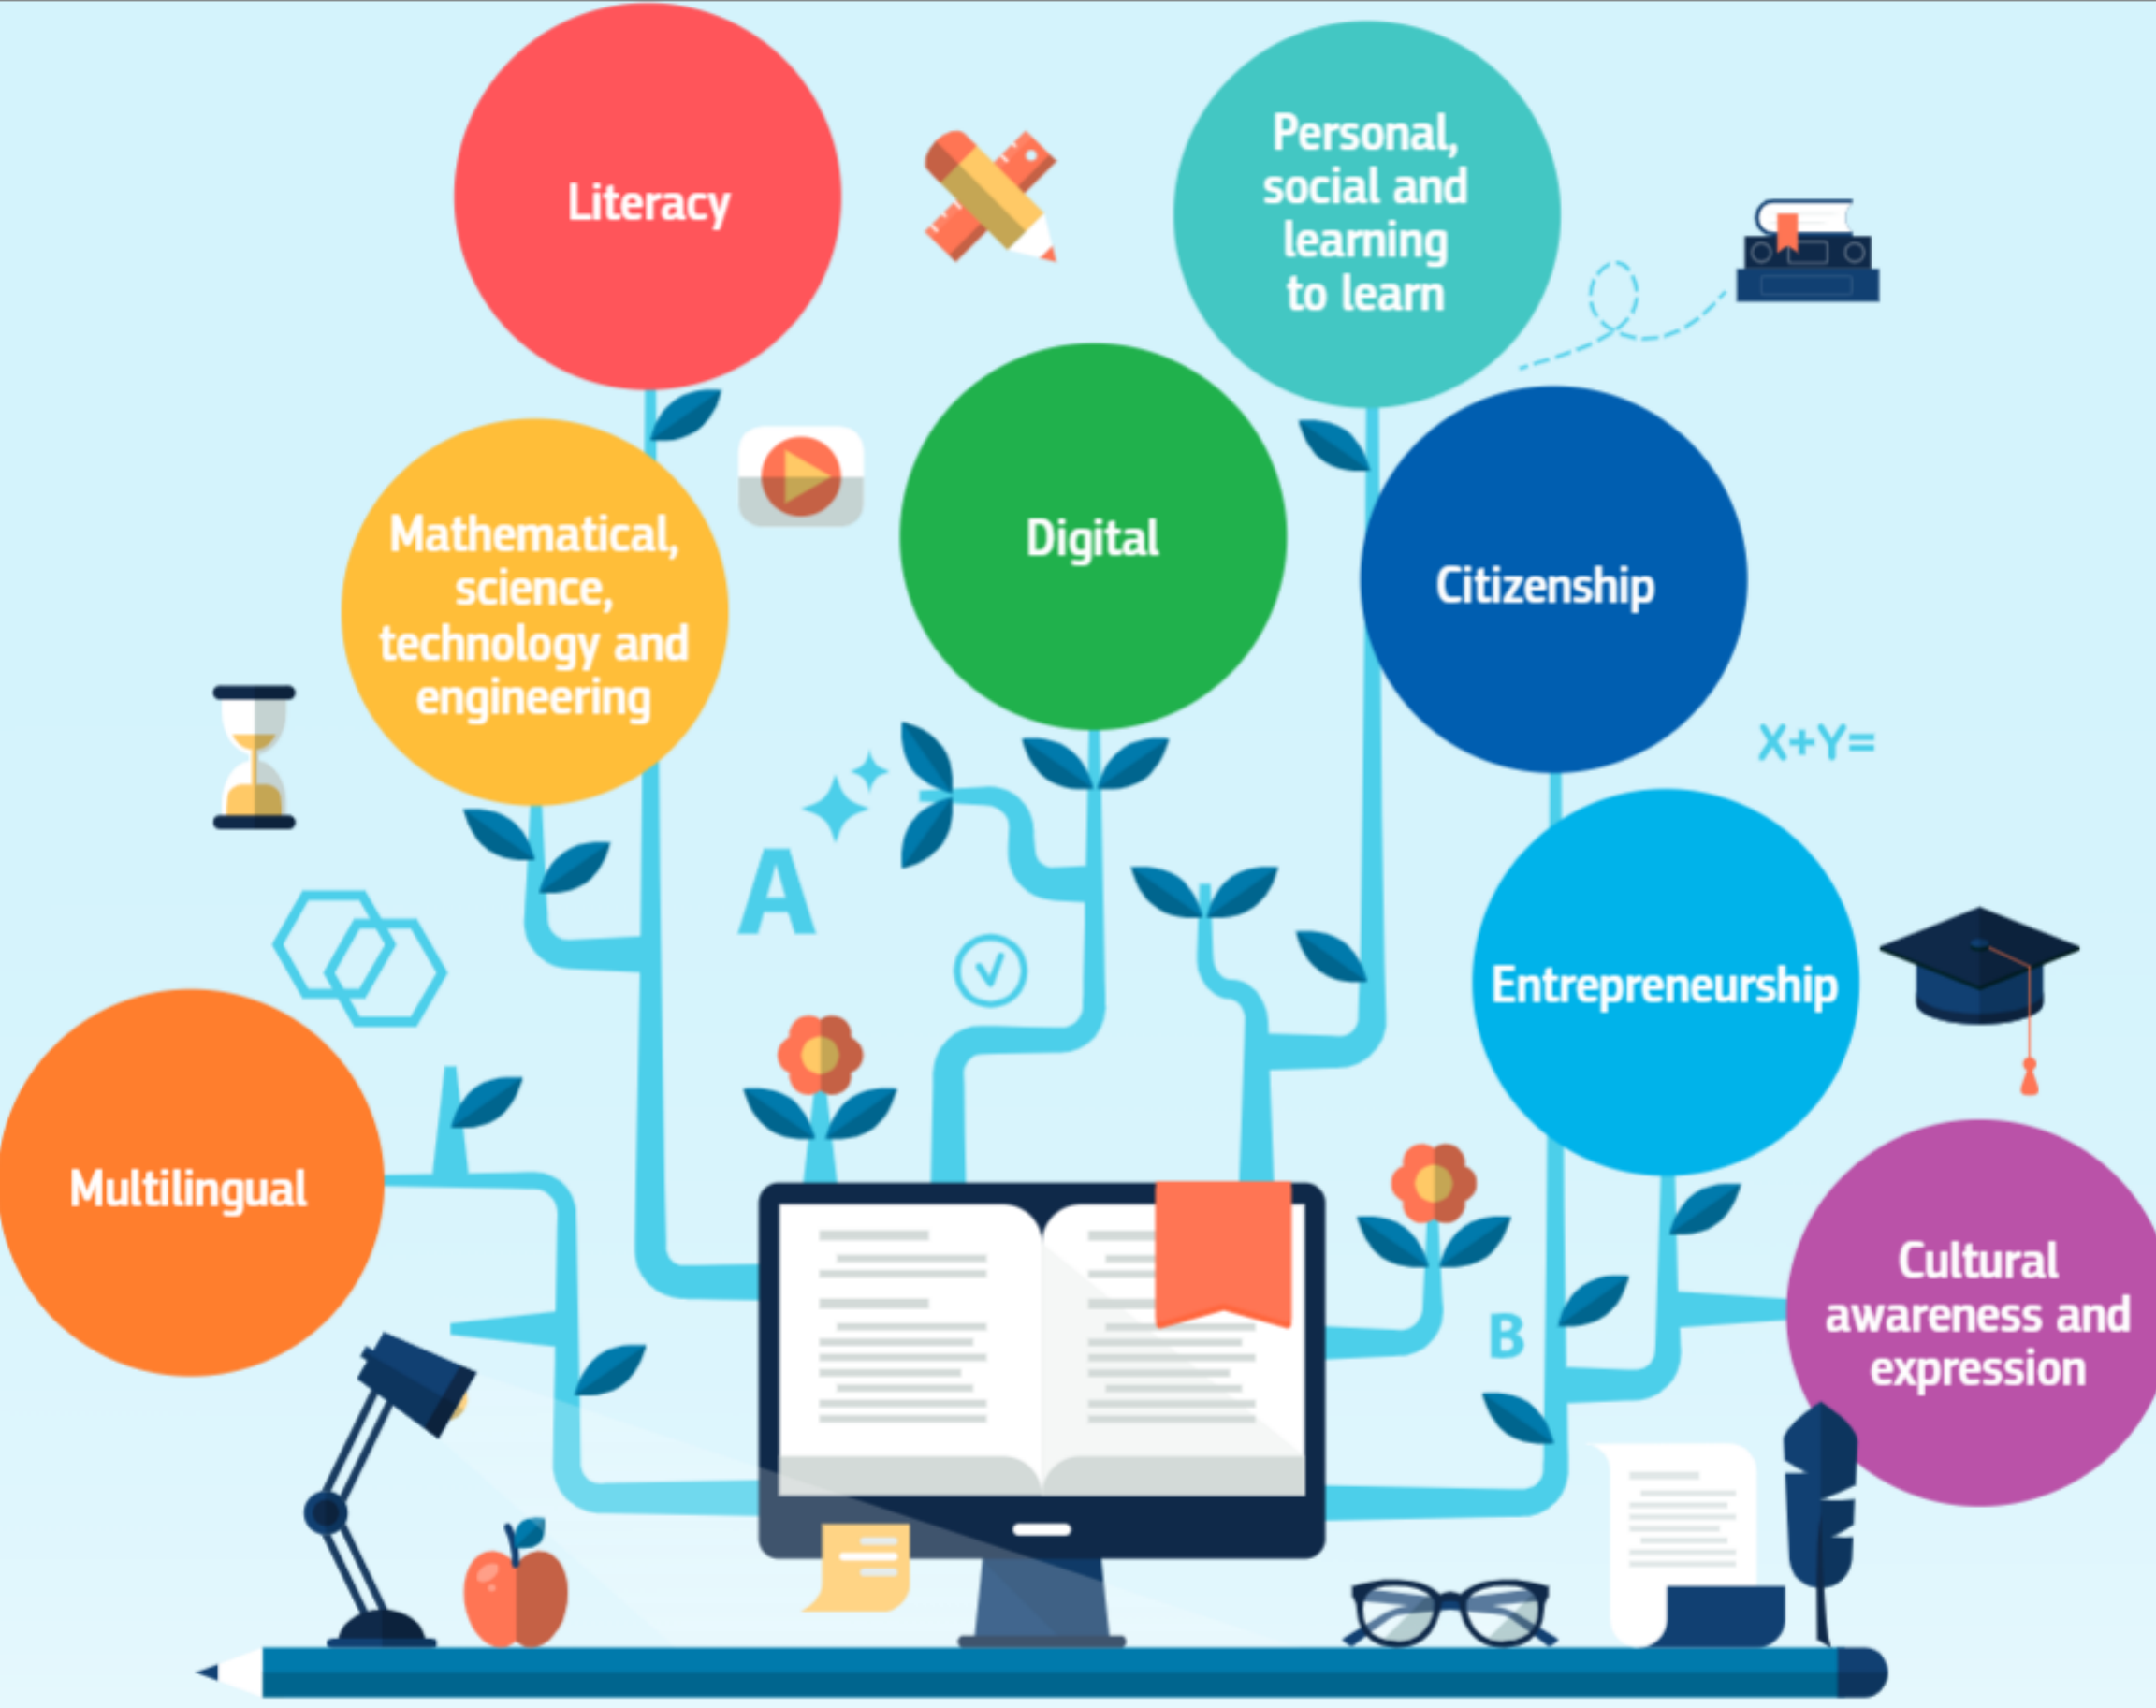 Literacy
Personal,
social and
learning
to learn
Mathematical,
science,
technology and
engineering
Digital
Citizenship
X+Y=
A
Entrepreneurship
Multilingual
B
Cultural
awareness and
expression